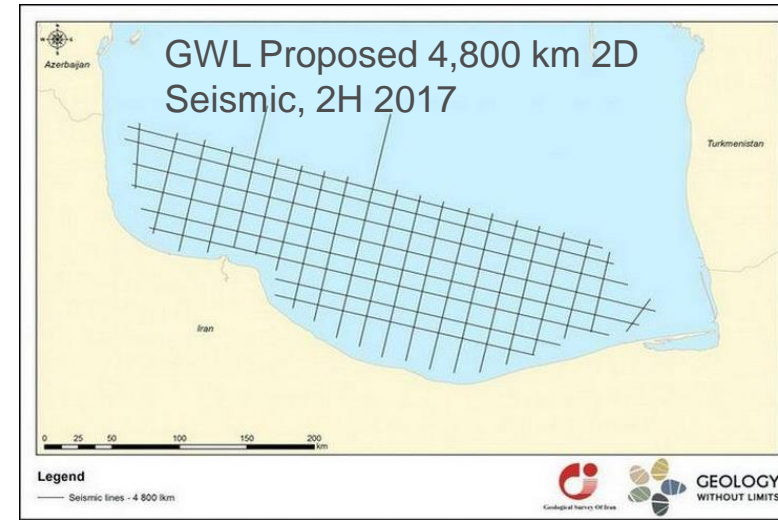 GWL Proposed 4,800 km 2D
Seismic, 2H 2017
Azerbaijan
Turkmenistan
Iran
0 25 50 100 150 200
km
Legend
Seismic lines - 4 800 lkm
Geological Survey Of Iran
GEOLOGY
WITHOUT LIMITS